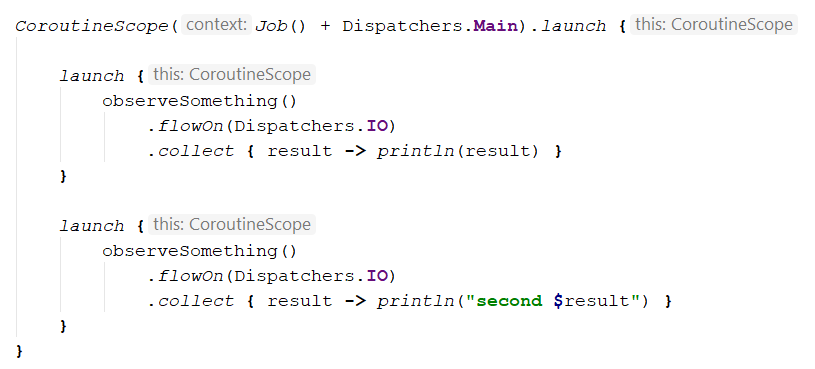 CoroutineScope( context: Job() + Dispatchers.Main).launch { this: CoroutineScope
launch { this: CoroutineScope
observeSomething()
.flowOn(Dispatchers.IO)
.collect { result -> println(result) }
}
launch { this: CoroutineScope
observeSomething()
.flowOn(Dispatchers.IO)
.collect { result -> println("second $result") }
}
}